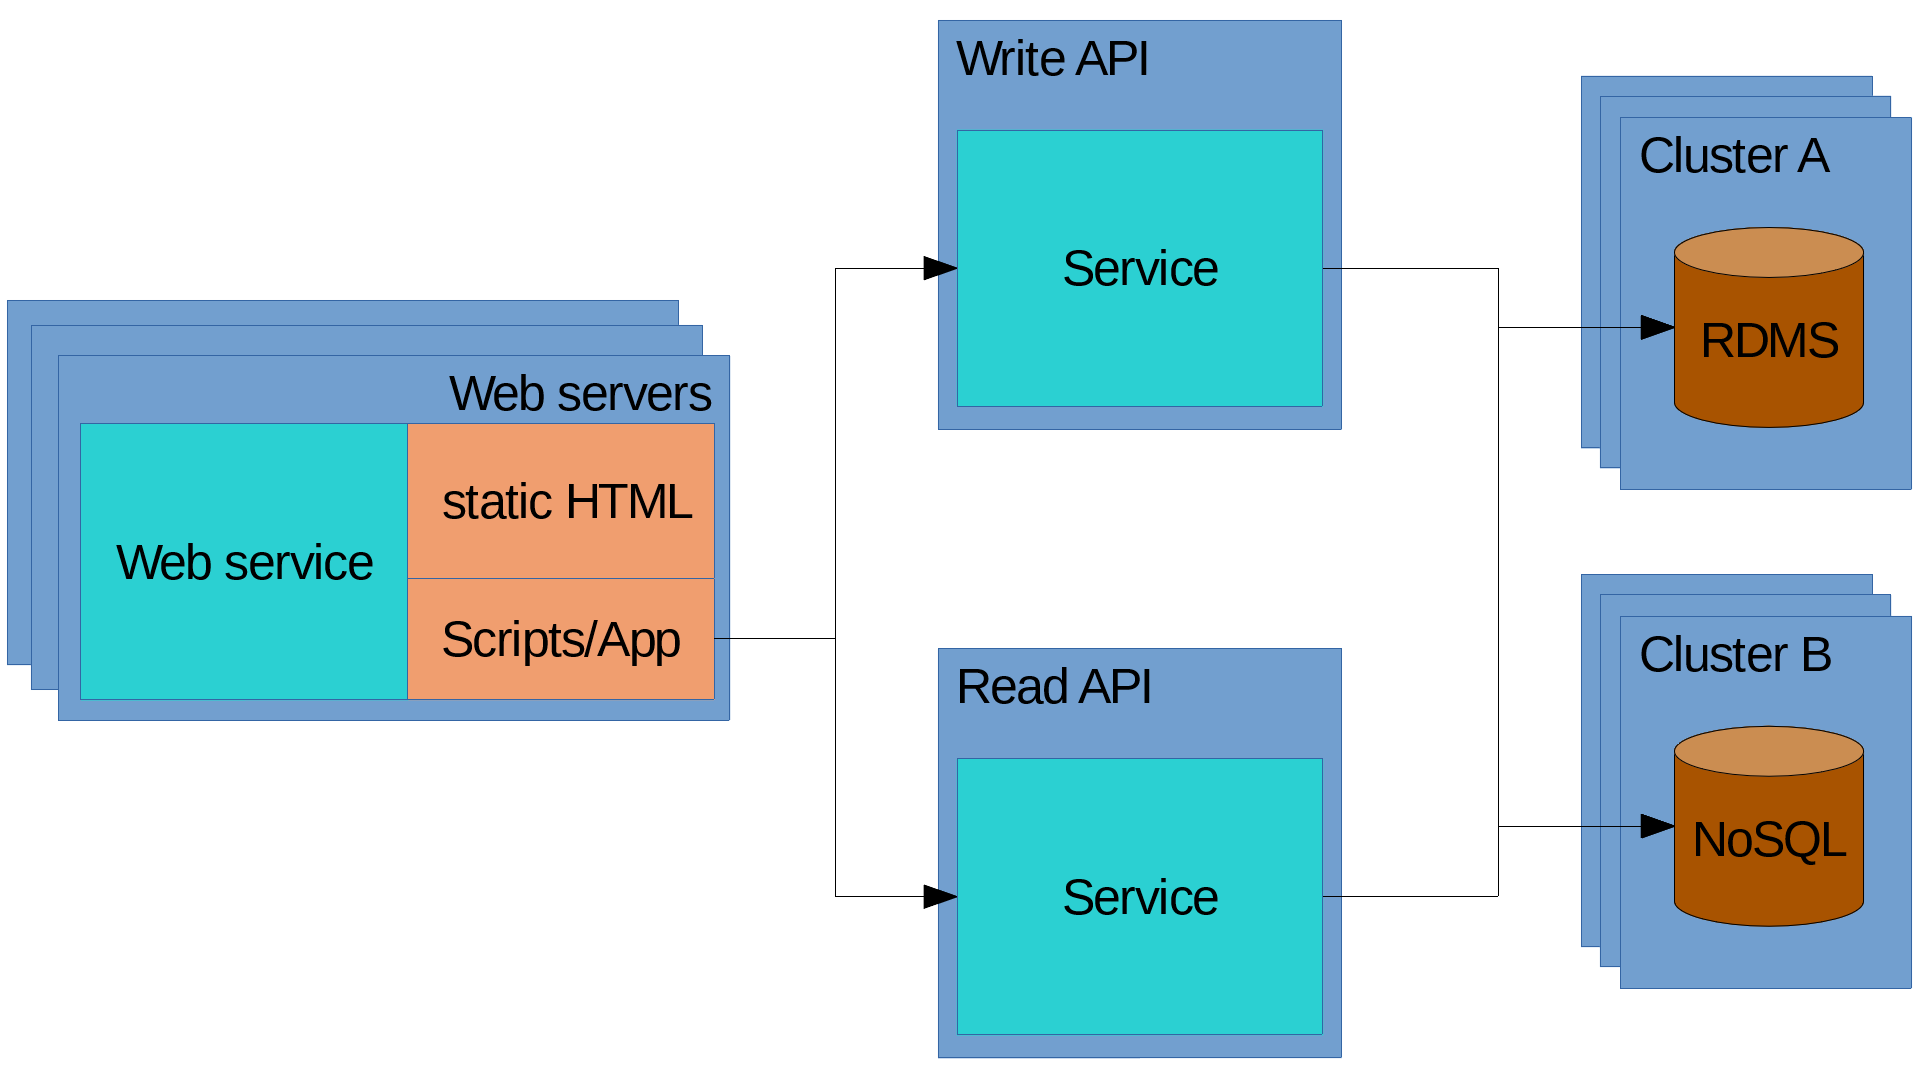 Web servers
Web service
static HTML
Scripts/App
Write API
Service
Read API
Service
Cluster A
RDMS
Cluster B
NoSQL